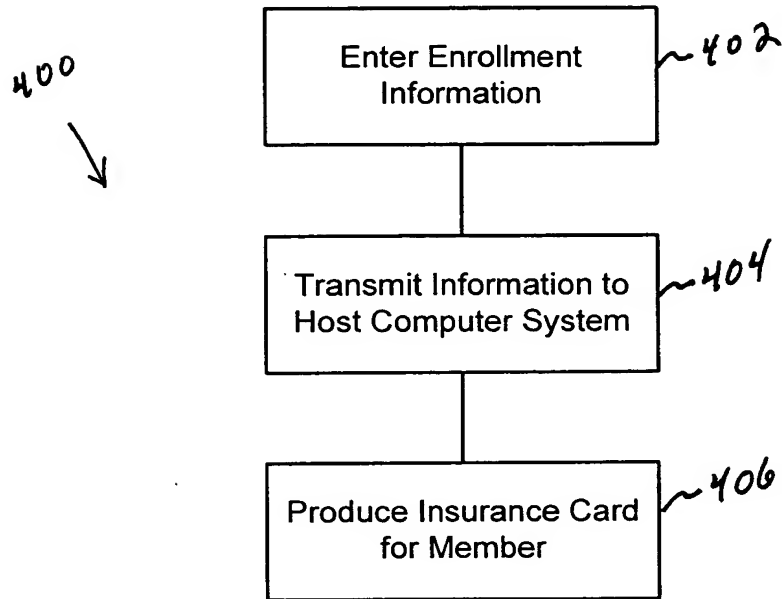 400
Enter Enrollment
Information
402
Transmit Information to
Host Computer System
404
Produce Insurance Card
for Member
406